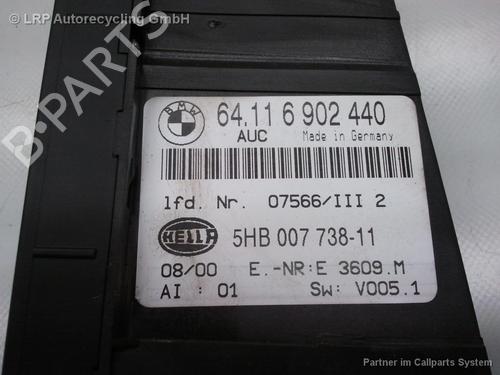 © LRP Autorecycling GmbH
BMW
64.11 6 902 440
AUC Made in Germany
lfd. Nr. 07566/III 2
HELLA 5HB 007 738-11
08/00 E.-NR:E 3609.M
AI : 01 Sw: V005.1
Partner im Callparts System